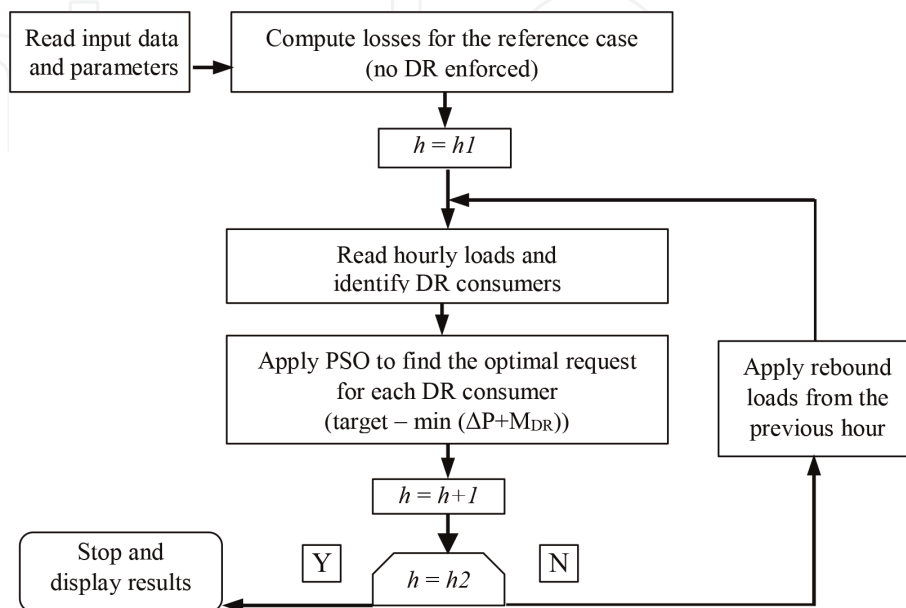 Read input data
and parameters
Compute losses for the reference case
(no DR enforced)
h = h1
Read hourly loads and
identify DR consumers
Apply PSO to find the optimal request
for each DR consumer
(target – min (ΔP+MDR))
Apply rebound
loads from the
previous hour
h = h+1
Stop and
display results
Y
h = h2
N